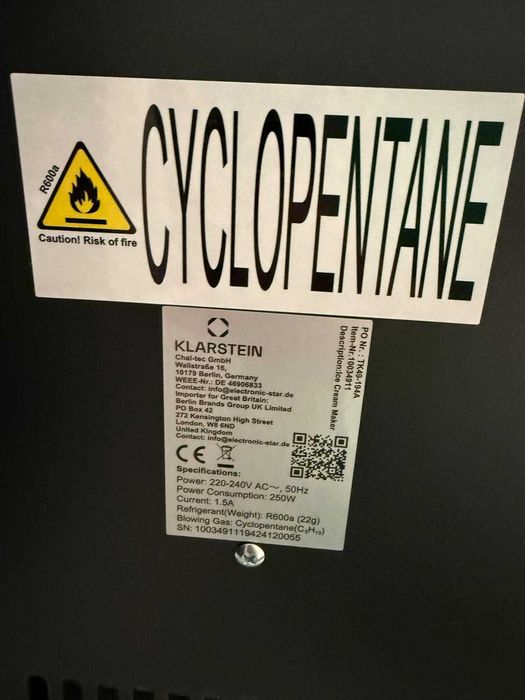 R600a
Caution! Risk of fire
CYCLOPENTANE
KLARSTEIN
Chal-tec GmbH
Wallstraße 16,
10179 Berlin, Germany
WEEE-Nr.: DE 46906833
Contact: info@electronic-star.de
Importer for Great Britain:
Berlin Brands Group UK Limited
PO Box 42
272 Kensington High Street
London, W8 6ND
United Kingdom
Contact: info@electronic-star.de
PO Nr.: TK49-194A
Item-Nr.10034911
Description:Ice Cream Maker
CE
Specifications:
Power: 220-240V AC～, 50Hz
Power Consumption: 250W
Current: 1.5A
Refrigerant(Weight): R600a (22g)
Blowing Gas: Cyclopentane(C₅H₁₀)
SN: 1003491119424120055